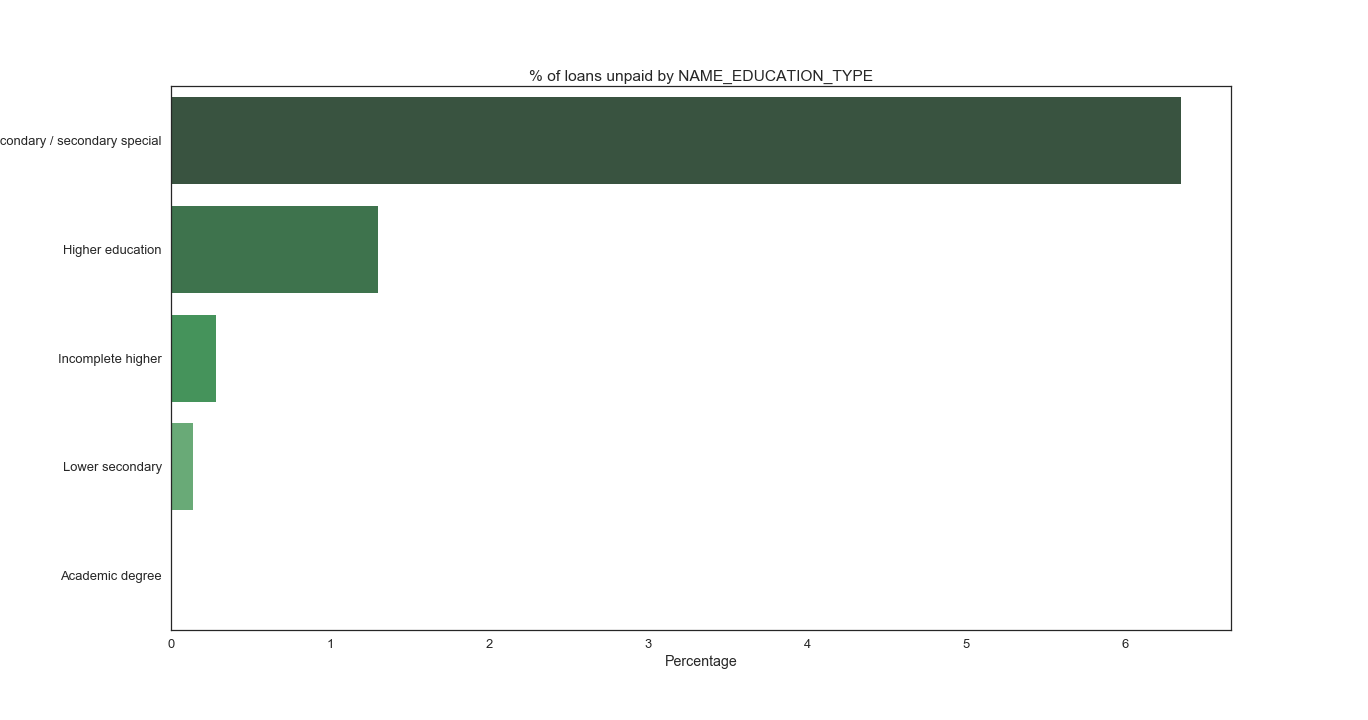 % of loans unpaid by NAME_EDUCATION_TYPE
condary / secondary special
Higher education
Incomplete higher
Lower secondary
Academic degree
0 1 2 3 4 5 6
Percentage